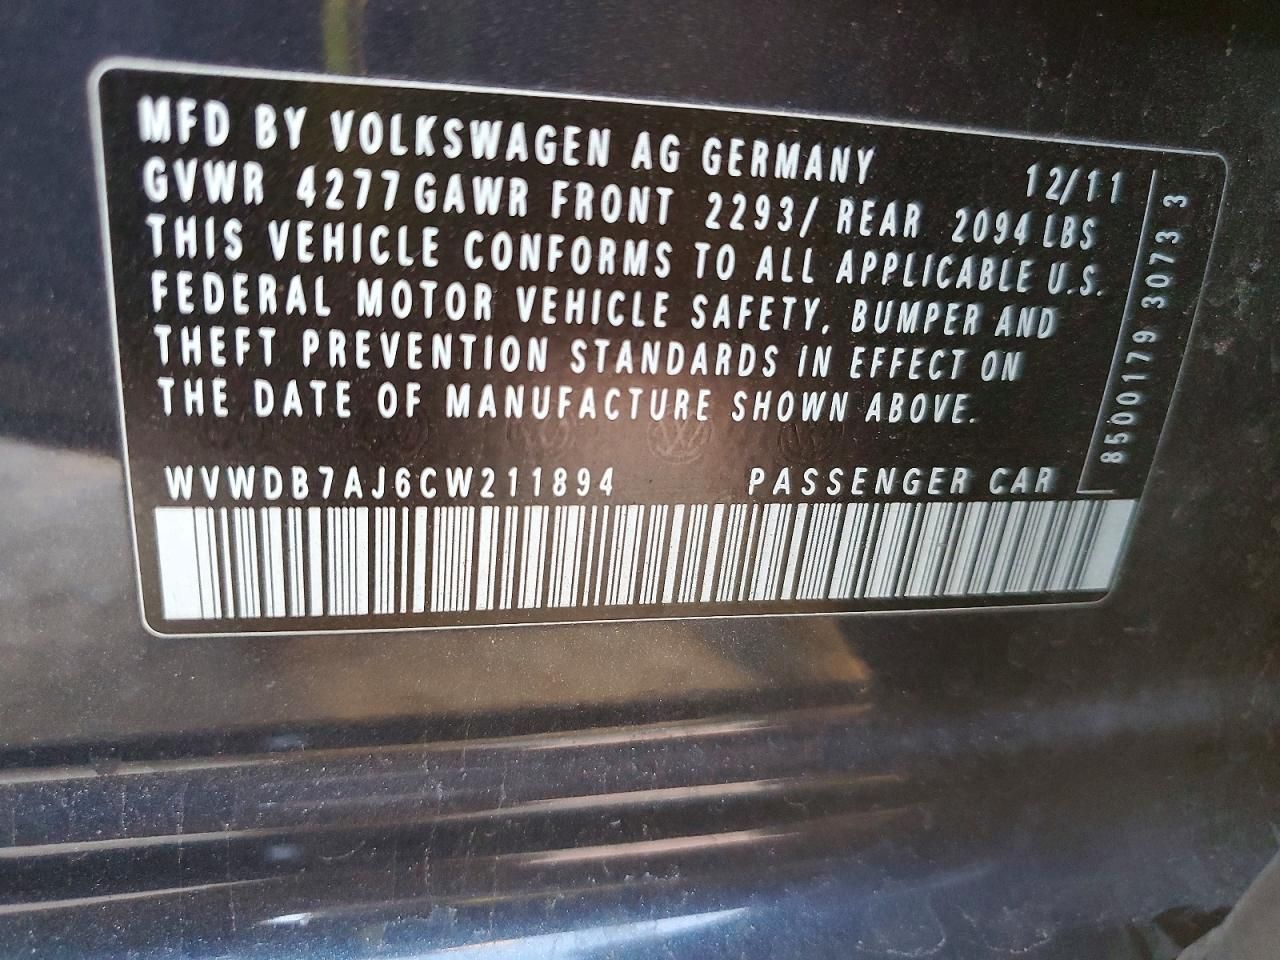 MFD BY VOLKSWAGEN AG GERMANY 12/11
GVWR 4277 GAWR FRONT 2293/ REAR 2094 LBS
THIS VEHICLE CONFORMS TO ALL APPLICABLE U.S.
FEDERAL MOTOR VEHICLE SAFETY, BUMPER AND
THEFT PREVENTION STANDARDS IN EFFECT ON
THE DATE OF MANUFACTURE SHOWN ABOVE.
WVWDB7AJ6CW211894 PASSENGER CAR
8500179 3073 3